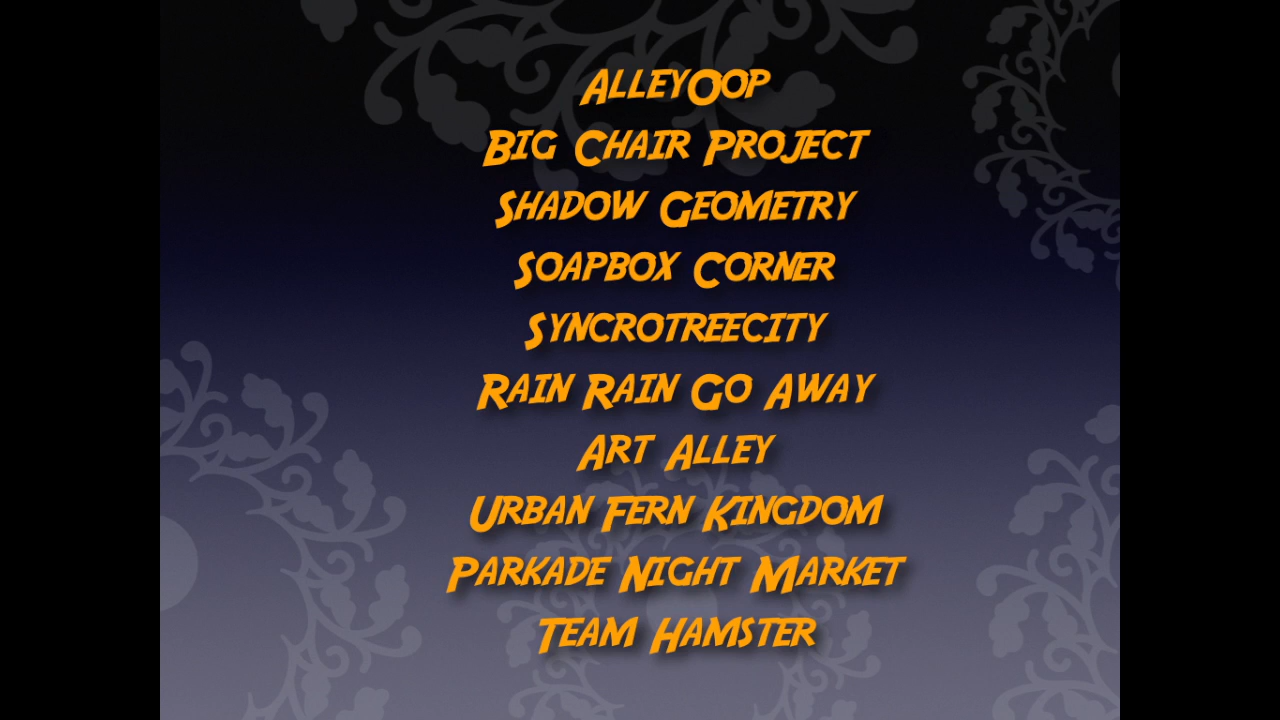 AlleyOop
Big Chair Project
Shadow Geometry
Soapbox Corner
Syncrotreecity
Rain Rain Go Away
Art Alley
Urban Fern Kingdom
Parkade Night Market
Team Hamster